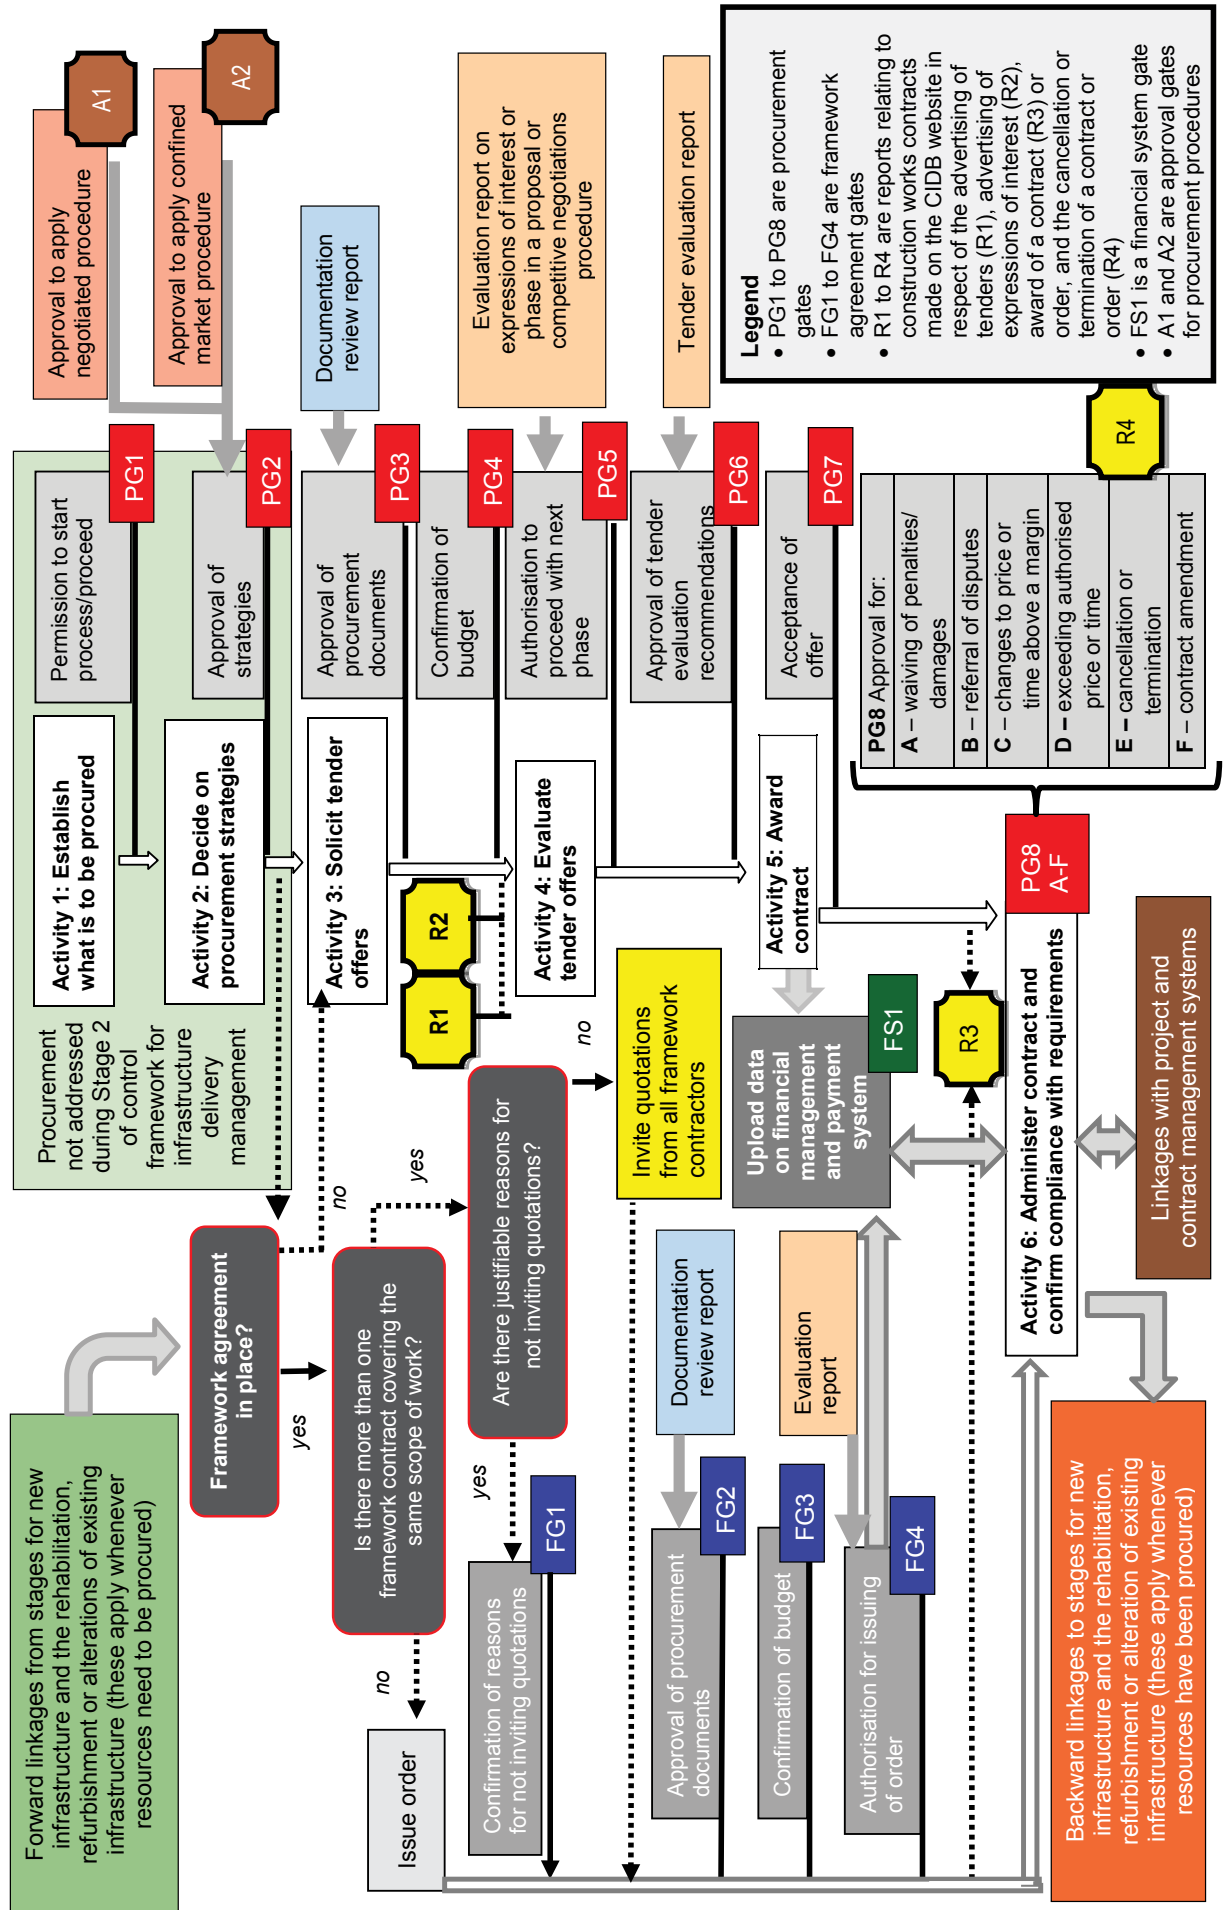 Forward linkages from stages for new
infrastructure and the rehabilitation,
refurbishment or alterations of existing
infrastructure (these apply whenever
resources need to be procured)
Procurement
not addressed
during Stage 2
of control
framework for
infrastructure
delivery
management
Activity 1: Establish
what is to be procured
Permission to start
process/proceed
PG1
Approval to apply
negotiated procedure
A1
Activity 2: Decide on
procurement strategies
Approval of
strategies
PG2
Approval to apply confined
market procedure
A2
Framework agreement
in place?
yes
no
Activity 3: Solicit tender
offers
Approval of
procurement
documents
PG3
Documentation
review report
Is there more than one
framework contract covering the
same scope of work?
no
yes
R1
R2
Confirmation of
budget
PG4
Issue order
Are there justifiable reasons for
not inviting quotations?
yes
no
Activity 4: Evaluate
tender offers
Authorisation to
proceed with next
phase
PG5
Evaluation report on
expressions of interest or
phase in a proposal or
competitive negotiations
procedure
Confirmation of reasons
for not inviting quotations
FG1
Invite quotations
from all framework
contractors
Approval of tender
evaluation
recommendations
PG6
Tender evaluation report
Approval of procurement
documents
FG2
Documentation
review report
Upload data
on financial
management
and payment
system
FS1
Activity 5: Award
contract
Acceptance of
offer
PG7
Confirmation of budget
FG3
Evaluation
report
Authorisation for issuing
of order
FG4
R3
Activity 6: Administer contract and
confirm compliance with requirements
PG8
A-F
PG8 Approval for:
A – waiving of penalties/
damages
B – referral of disputes
C – changes to price or
time above a margin
D – exceeding authorised
price or time
E – cancellation or
termination
F – contract amendment
R4
Backward linkages to stages for new
infrastructure and the rehabilitation,
refurbishment or alteration of existing
infrastructure (these apply whenever
resources have been procured)
Linkages with project and
contract management systems
Legend
• PG1 to PG8 are procurement
gates
• FG1 to FG4 are framework
agreement gates
• R1 to R4 are reports relating to
construction works contracts
made on the CIDB website in
respect of the advertising of
tenders (R1), advertising of
expressions of interest (R2),
award of a contract (R3) or
order, and the cancellation or
termination of a contract or
order (R4)
• FS1 is a financial system gate
• A1 and A2 are approval gates
for procurement procedures